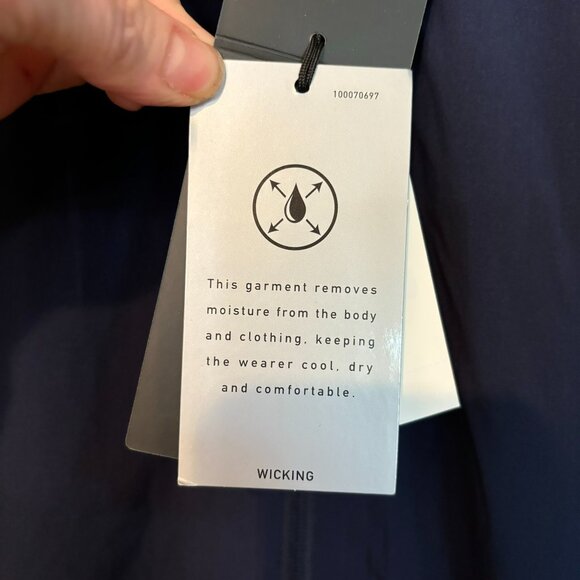 100070697
This garment removes
moisture from the body
and clothing, keeping
the wearer cool, dry
and comfortable.
WICKING